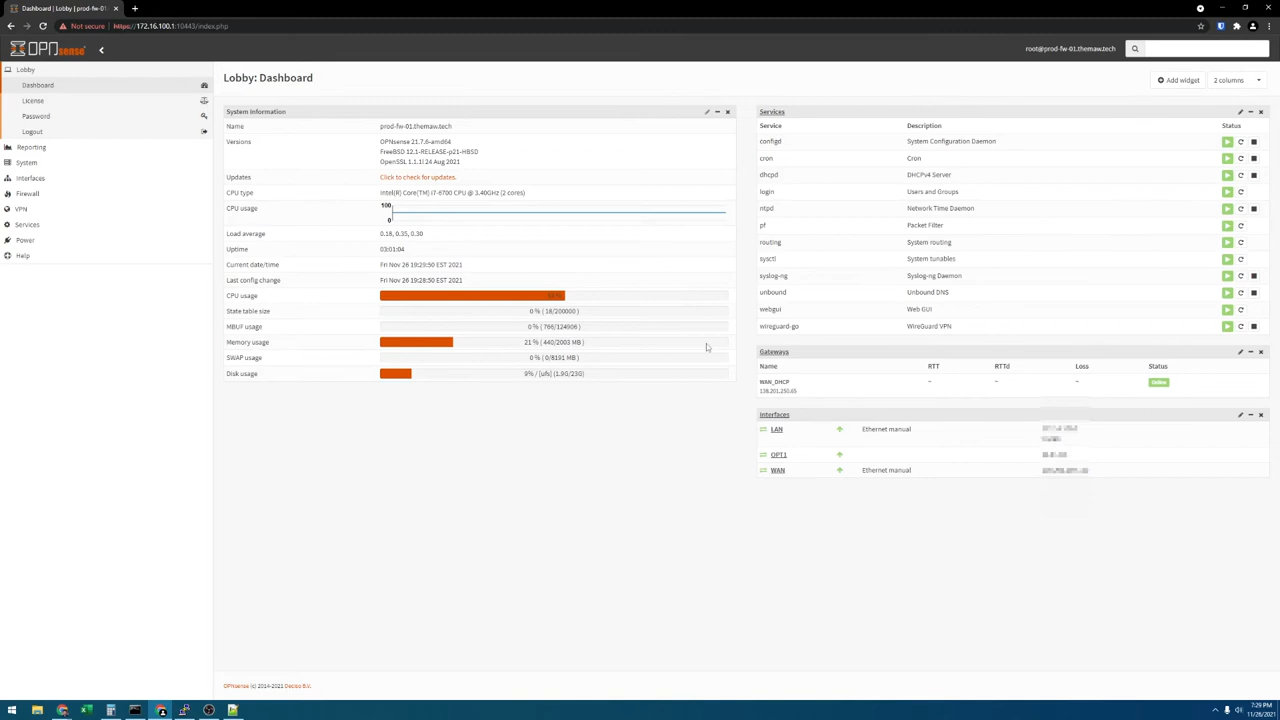 Dashboard | Lobby | prod-fw-01
Not secure | https://172.16.100.1:10443/index.php
OPNsense
root@prod-fw-01.themaw.tech
Lobby
Dashboard
License
Password
Logout
Reporting
System
Interfaces
Firewall
VPN
Services
Power
Help
Lobby: Dashboard
Add widget
2 columns
System Information
Name prod-fw-01.themaw.tech
Versions OPNsense 21.7.6-amd64
FreeBSD 12.1-RELEASE-p21-HBSD
OpenSSL 1.1.1l 24 Aug 2021
Updates Click to check for updates.
CPU type Intel(R) Core(TM) i7-6700 CPU @ 3.40GHz (2 cores)
CPU usage 100
0
Load average 0.18, 0.35, 0.30
Uptime 03:01:04
Current date/time Fri Nov 26 19:29:50 EST 2021
Last config change Fri Nov 26 19:28:50 EST 2021
CPU usage
State table size 0 % ( 18/200000 )
MBUF usage 0 % ( 766/124906 )
Memory usage 21 % ( 440/2003 MB )
SWAP usage 0 % ( 0/8191 MB )
Disk usage 9% / [ufs] (1.9G/23G)
Services
Service Description Status
configd System Configuration Daemon
cron Cron
dhcpd DHCPv4 Server
login Users and Groups
ntpd Network Time Daemon
pf Packet Filter
routing System routing
sysctl System tunables
syslog-ng Syslog-ng Daemon
unbound Unbound DNS
webgui Web GUI
wireguard-go WireGuard VPN
Gateways
Name RTT RTTd Loss Status
WAN_DHCP ~ ~ ~ Online
138.201.250.65
Interfaces
LAN Ethernet manual
OPT1
WAN Ethernet manual
OPNsense (c) 2014-2021 Deciso B.V.
7:29 PM
11/26/2021